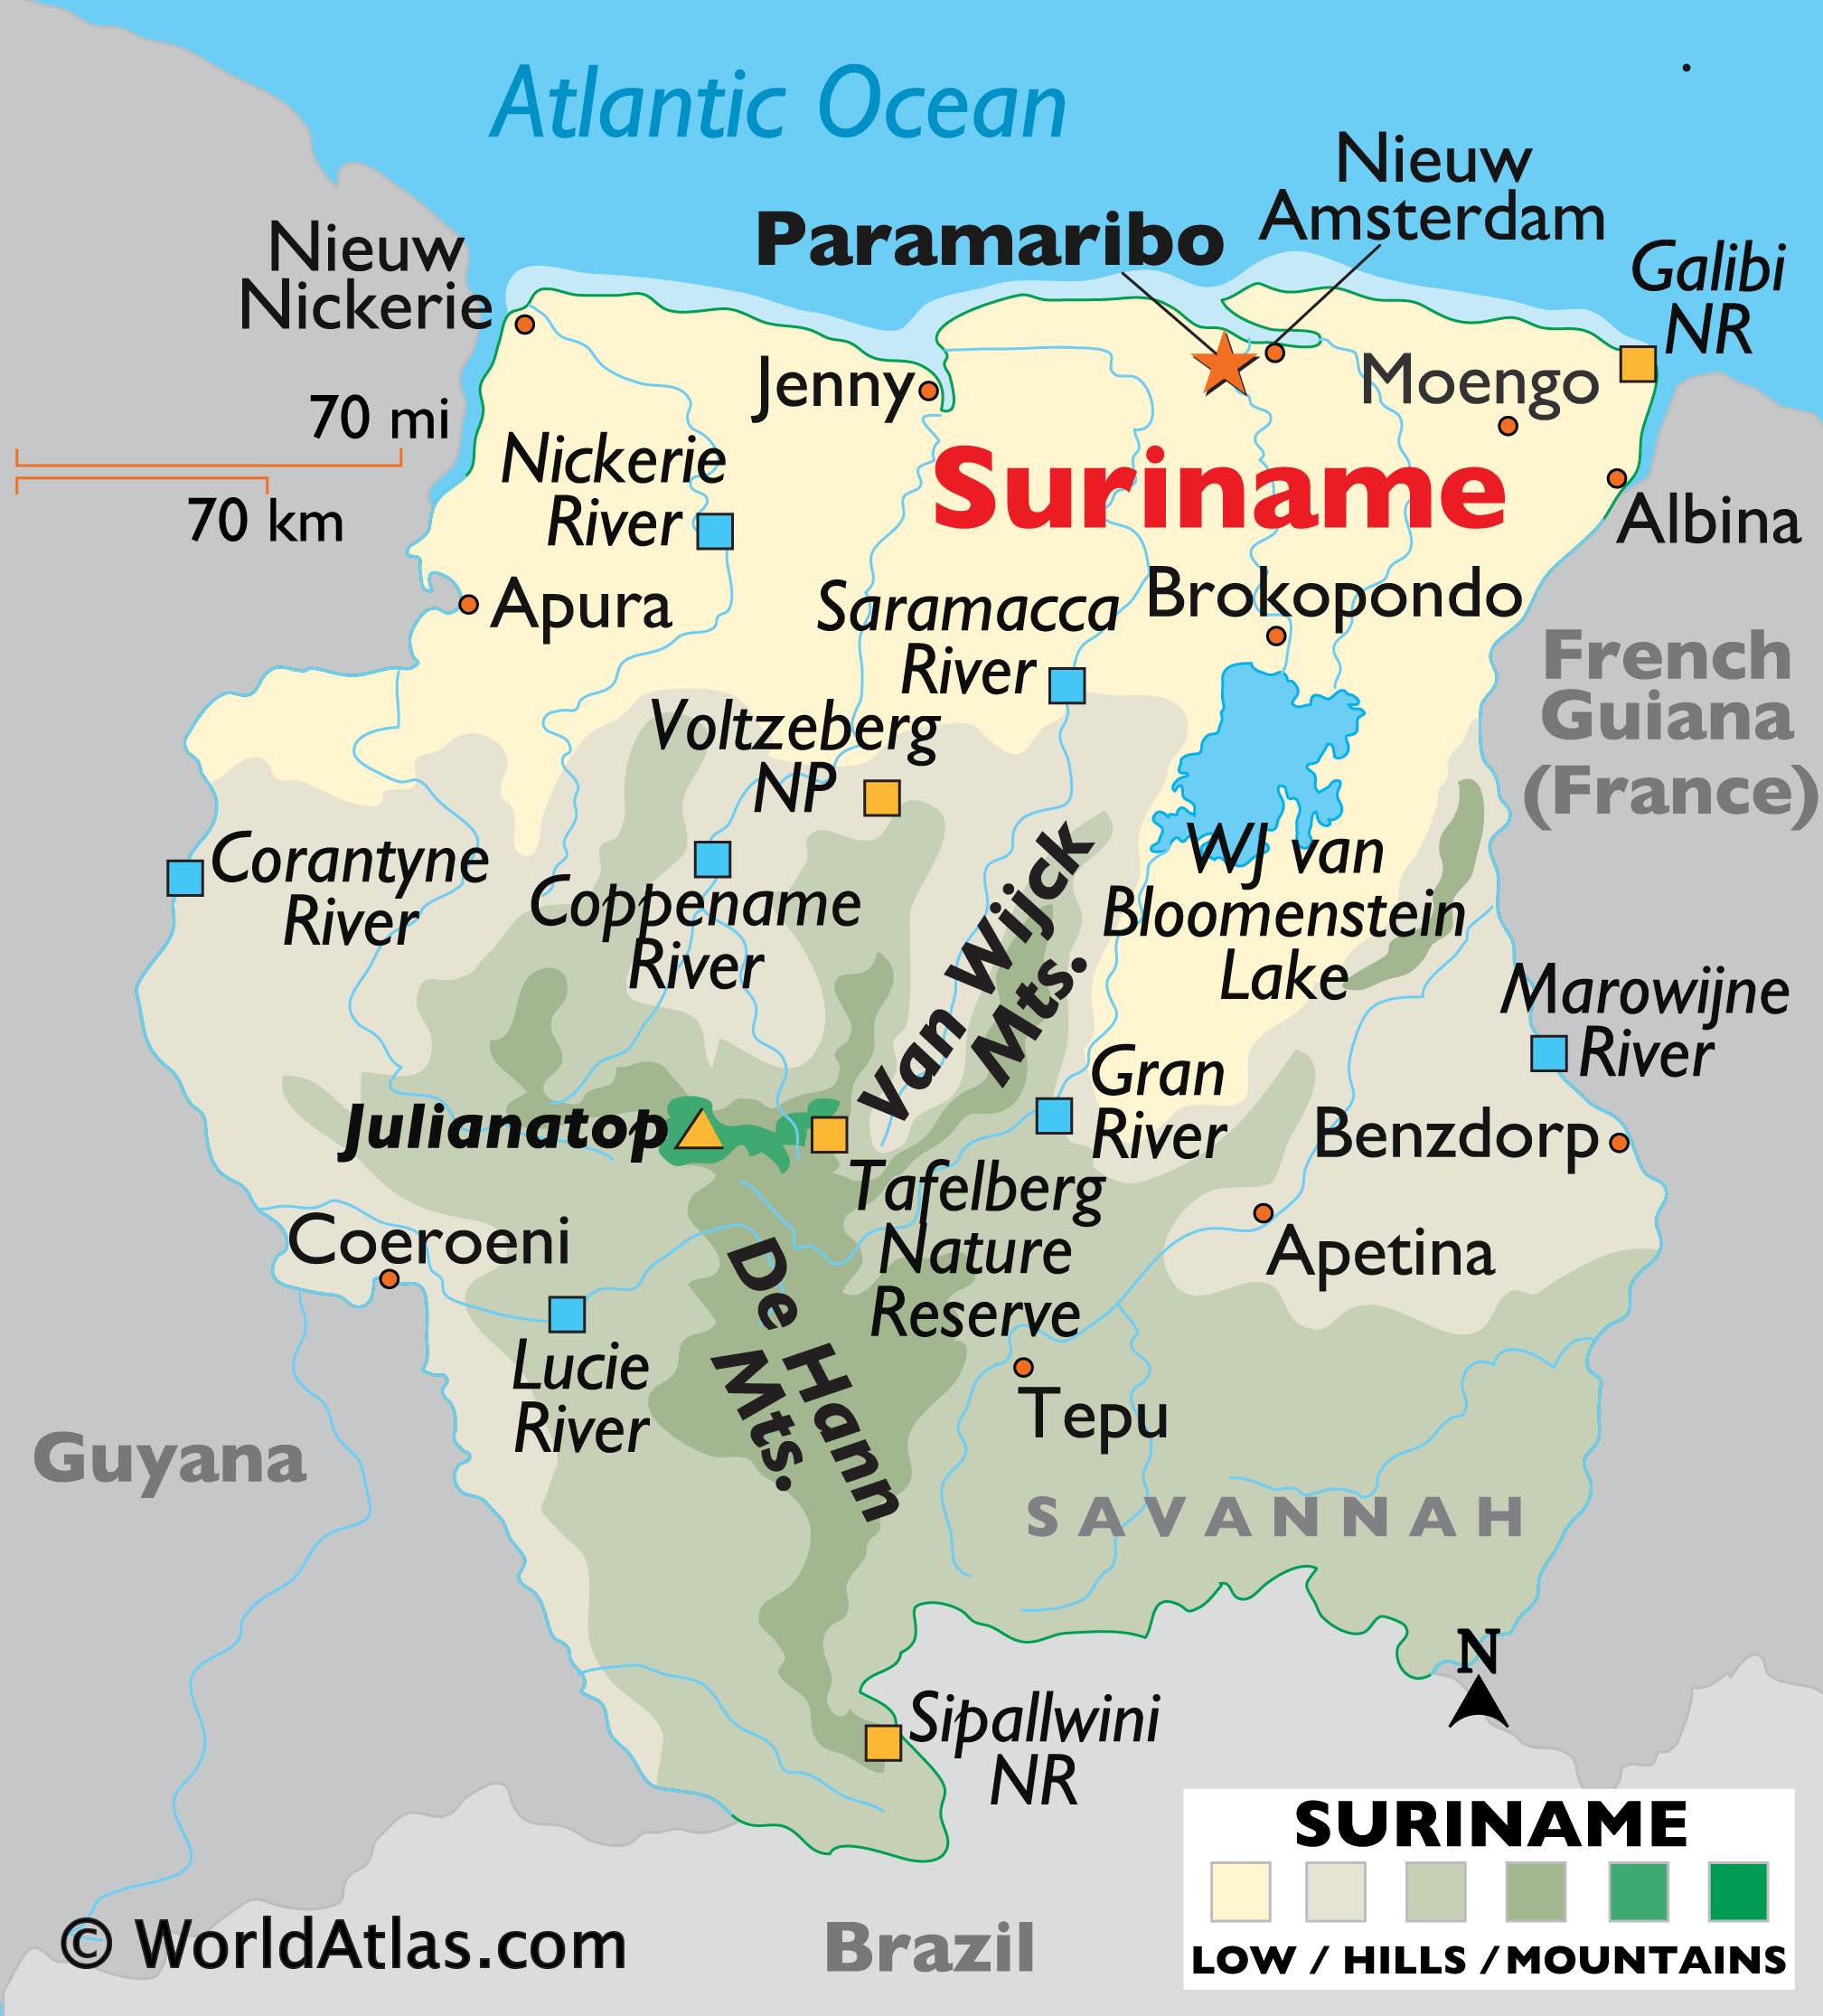 Atlantic Ocean
Nieuw
Amsterdam
Paramaribo
Nieuw
Nickerie
Galibi
NR
Jenny
Moengo
70 mi
70 km
Nickerie
River
Suriname
Albina
Apura
Saramacca
River
Brokopondo
French
Guiana
(France)
Voltzeberg
NP
Corantyne
River
Coppename
River
Van Wijck
Mts.
WJ van
Bloomenstein
Lake
Marowijne
River
Gran
River
Julianatop
Benzdorp
Tafelberg
Nature
Reserve
Coeroeni
Apetina
De Hann
Mts.
Lucie
River
Tepu
Guyana
SAVANNAH
N
Sipallwini
NR
SURINAME
LOW / HILLS / MOUNTAINS
© WorldAtlas.com
Brazil